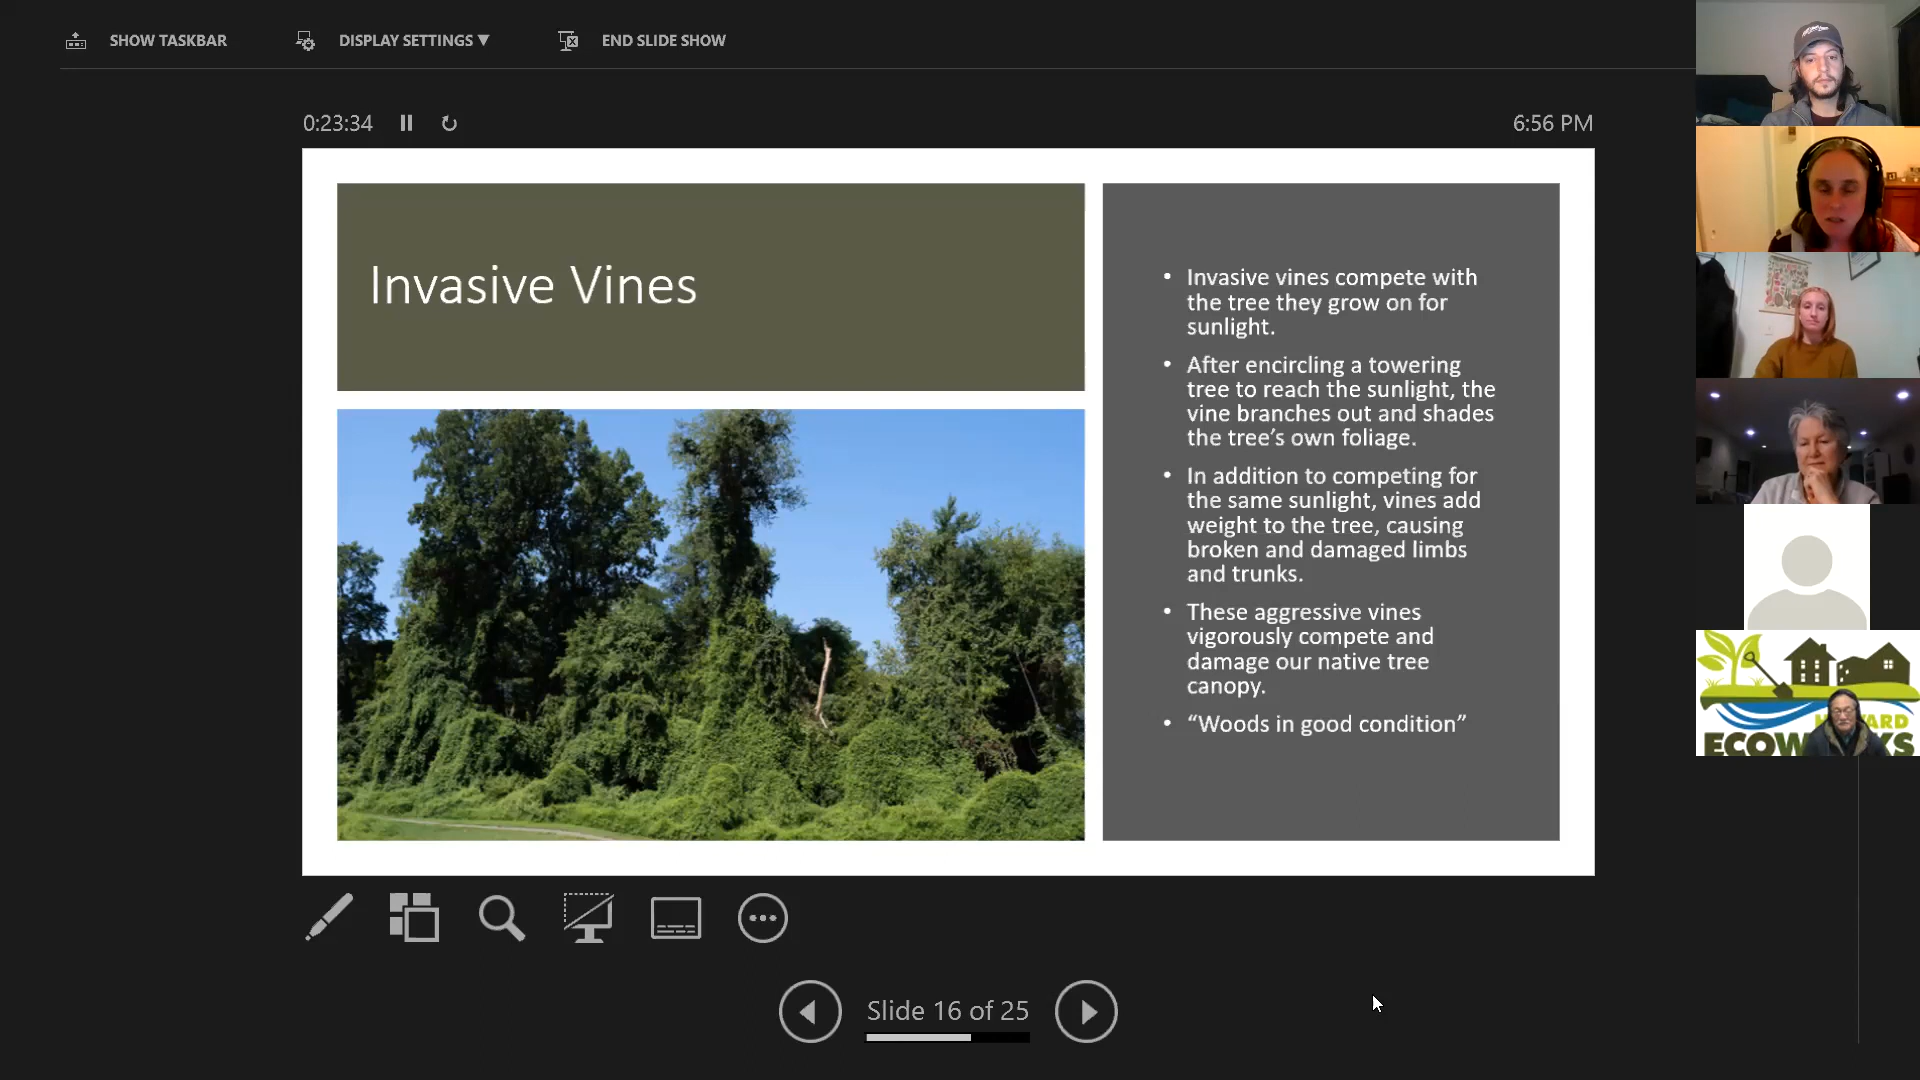 SHOW TASKBAR
DISPLAY SETTINGS ▼
END SLIDE SHOW
0:23:34
6:56 PM
Invasive Vines
• Invasive vines compete with
the tree they grow on for
sunlight.
• After encircling a towering
tree to reach the sunlight, the
vine branches out and shades
the tree’s own foliage.
• In addition to competing for
the same sunlight, vines add
weight to the tree, causing
broken and damaged limbs
and trunks.
• These aggressive vines
vigorously compete and
damage our native tree
canopy.
• “Woods in good condition”
Slide 16 of 25